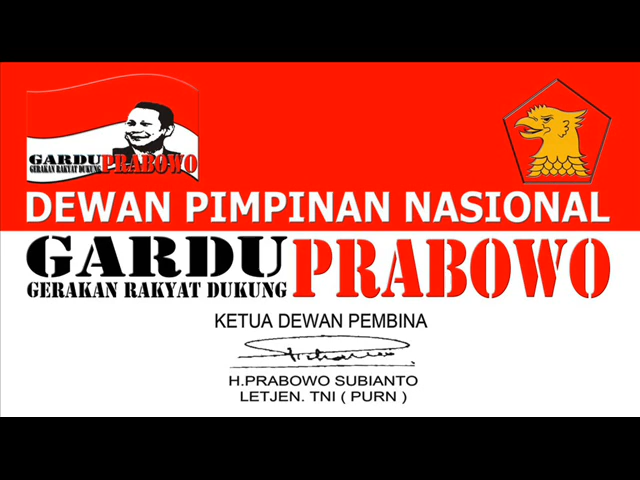 GARDU PRABOWO
GERAKAN RAKYAT DUKUNG
DEWAN PIMPINAN NASIONAL
GARDU PRABOWO
GERAKAN RAKYAT DUKUNG
KETUA DEWAN PEMBINA
H.PRABOWO SUBIANTO
LETJEN. TNI ( PURN )